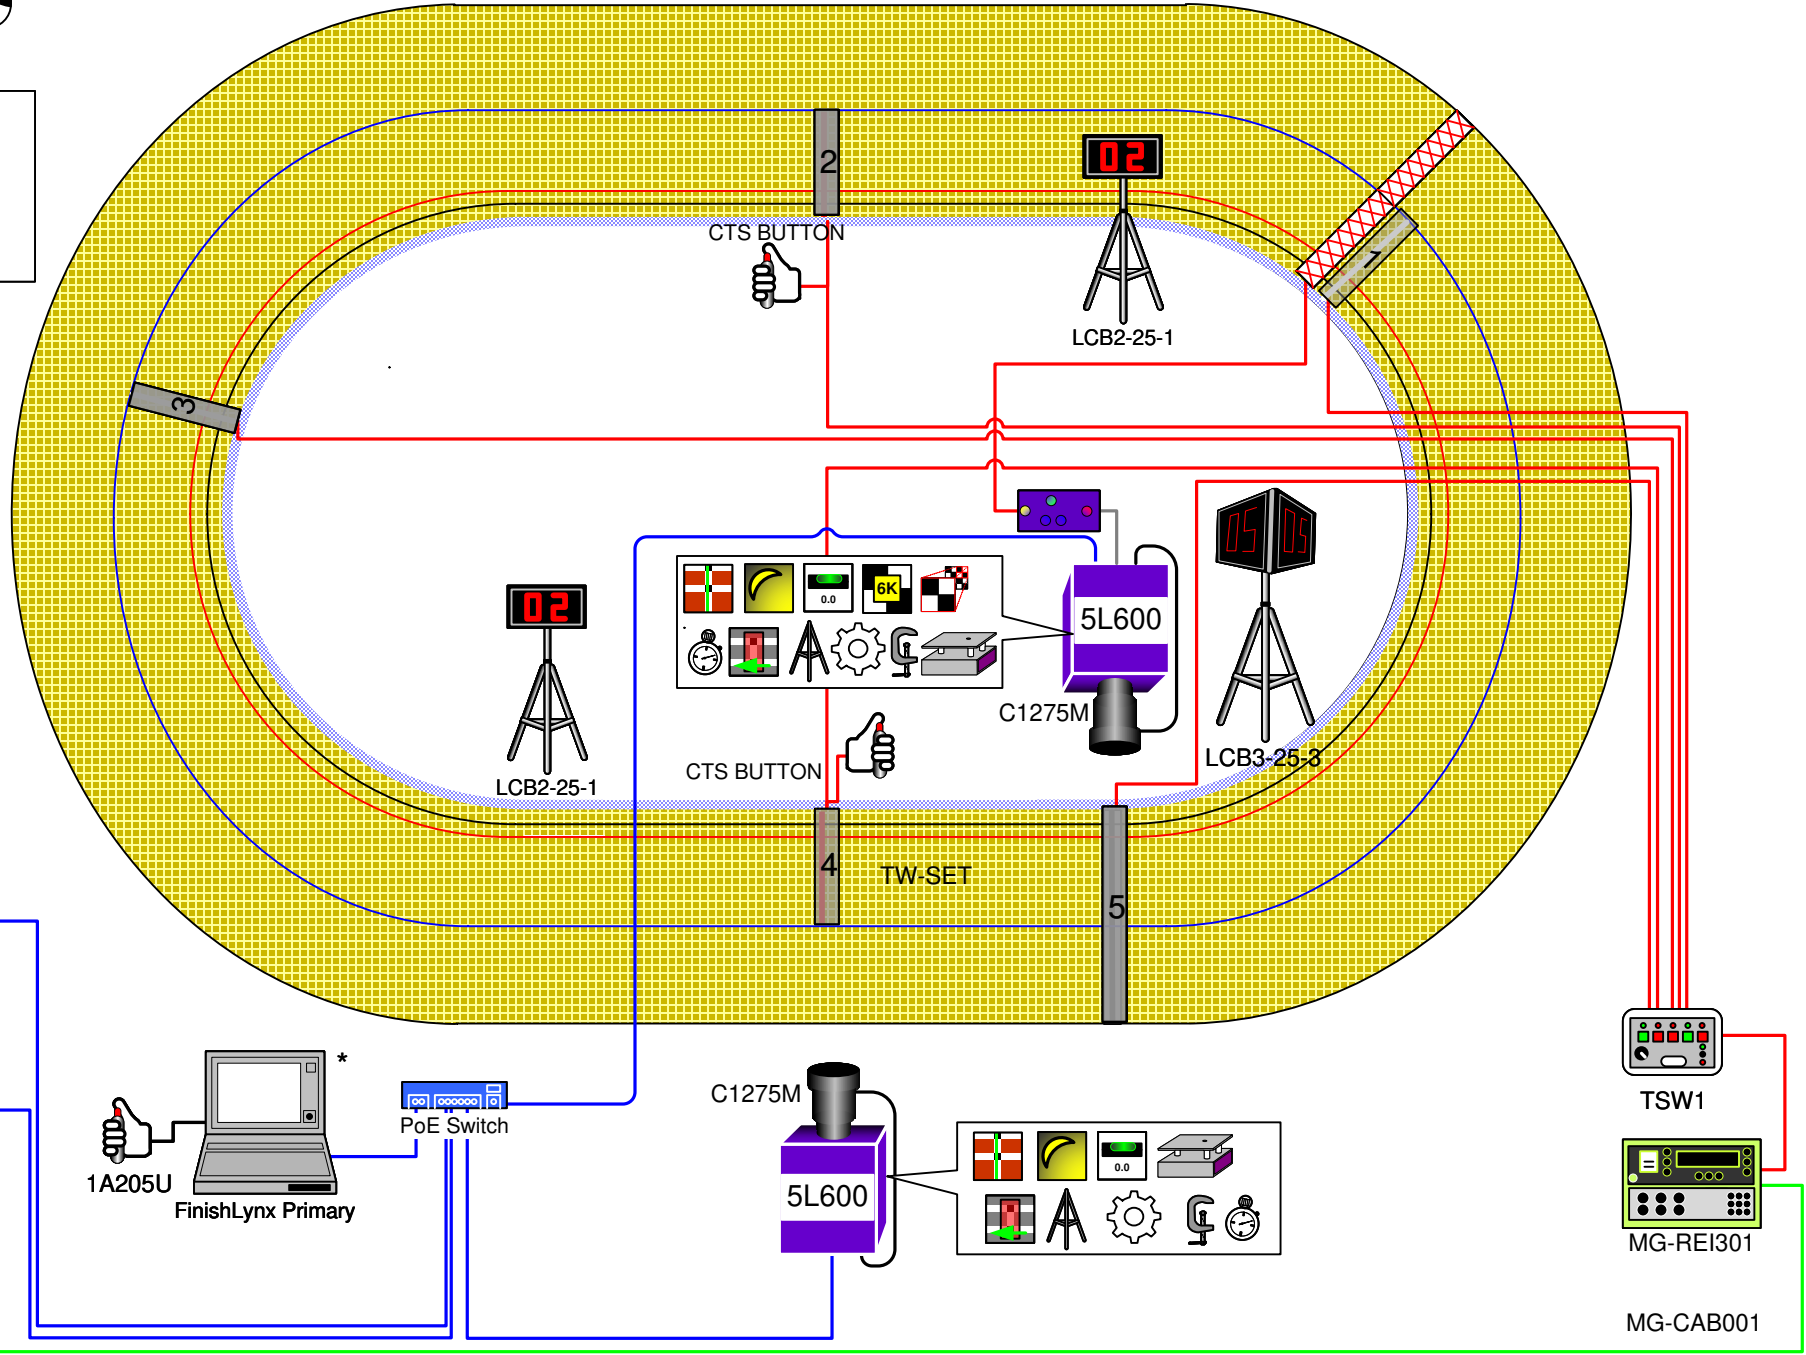 2
02
CTS BUTTON
1
LCB2-25-1
3
05 05
0.0
6K
5L600
02
C1275M
LCB3-25-3
CTS BUTTON
LCB2-25-1
4
TW-SET
5
*
C1275M
PoE Switch
TSW1
1A205U
FinishLynx Primary
0.0
5L600
MG-REI301
MG-CAB001